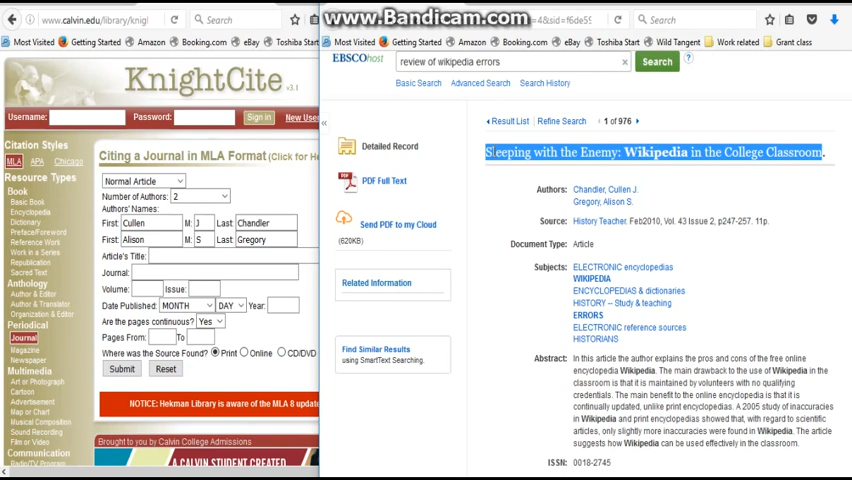 www.Bandicam.com
www.calvin.edu/library/knigl
Search
=4&sid=f6de59
Search
Most Visited Getting Started Amazon Booking.com eBay Toshiba Start
Most Visited Getting Started Amazon Booking.com eBay Toshiba Start Wild Tangent Work related Grant class
KnightCite v3.1
Username: Password: Sign in New Use
Citation Styles
MLA APA Chicago
Resource Types
Book
Basic Book
Encyclopedia
Dictionary
Preface/Foreword
Reference Work
Work in a Series
Republication
Sacred Text
Anthology
Author & Editor
Author & Translator
Organization & Editor
Periodical
Journal
Magazine
Newspaper
Multimedia
Art or Photograph
Cartoon
Advertisement
Map or Chart
Musical Composition
Sound Recording
Film or Video
Communication
Radio/TV Program
Citing a Journal in MLA Format (Click for He
Normal Article
Number of Authors: 2
Authors' Names:
First: Cullen M: J Last: Chandler
First: Alison M: S Last: Gregory
Article's Title:
Journal:
Volume: Issue:
Date Published: MONTH DAY Year:
Are the pages continuous? Yes
Pages From: To
Where was the Source Found? Print Online CD/DVD
Submit Reset
NOTICE: Hekman Library is aware of the MLA 8 update
Brought to you by Calvin College Admissions
A CALVIN STUDENT CREATED
EBSCOhost
review of wikipedia errors x Search ?
Basic Search Advanced Search Search History
«
Result List Refine Search 1 of 976
Detailed Record
PDF Full Text
Send PDF to my Cloud
(620KB)
Related Information
Find Similar Results
using SmartText Searching.
Sleeping with the Enemy: Wikipedia in the College Classroom.
Authors: Chandler, Cullen J.
Gregory, Alison S.
Source: History Teacher. Feb2010, Vol. 43 Issue 2, p247-257. 11p.
Document Type: Article
Subjects: ELECTRONIC encyclopedias
WIKIPEDIA
ENCYCLOPEDIAS & dictionaries
HISTORY -- Study & teaching
ERRORS
ELECTRONIC reference sources
HISTORIANS
Abstract: In this article the author explains the pros and cons of the free online
encyclopedia Wikipedia. The main drawback to the use of Wikipedia in the
classroom is that it is maintained by volunteers with no qualifying
credentials. The main benefit to the online encyclopedia is that it is
continually updated, unlike print encyclopedias. A 2005 study of inaccuracies
in Wikipedia and print encyclopedias showed that, with regard to scientific
articles, only slightly more inaccuracies were found in Wikipedia. The article
suggests how Wikipedia can be used effectively in the classroom.
ISSN: 0018-2745